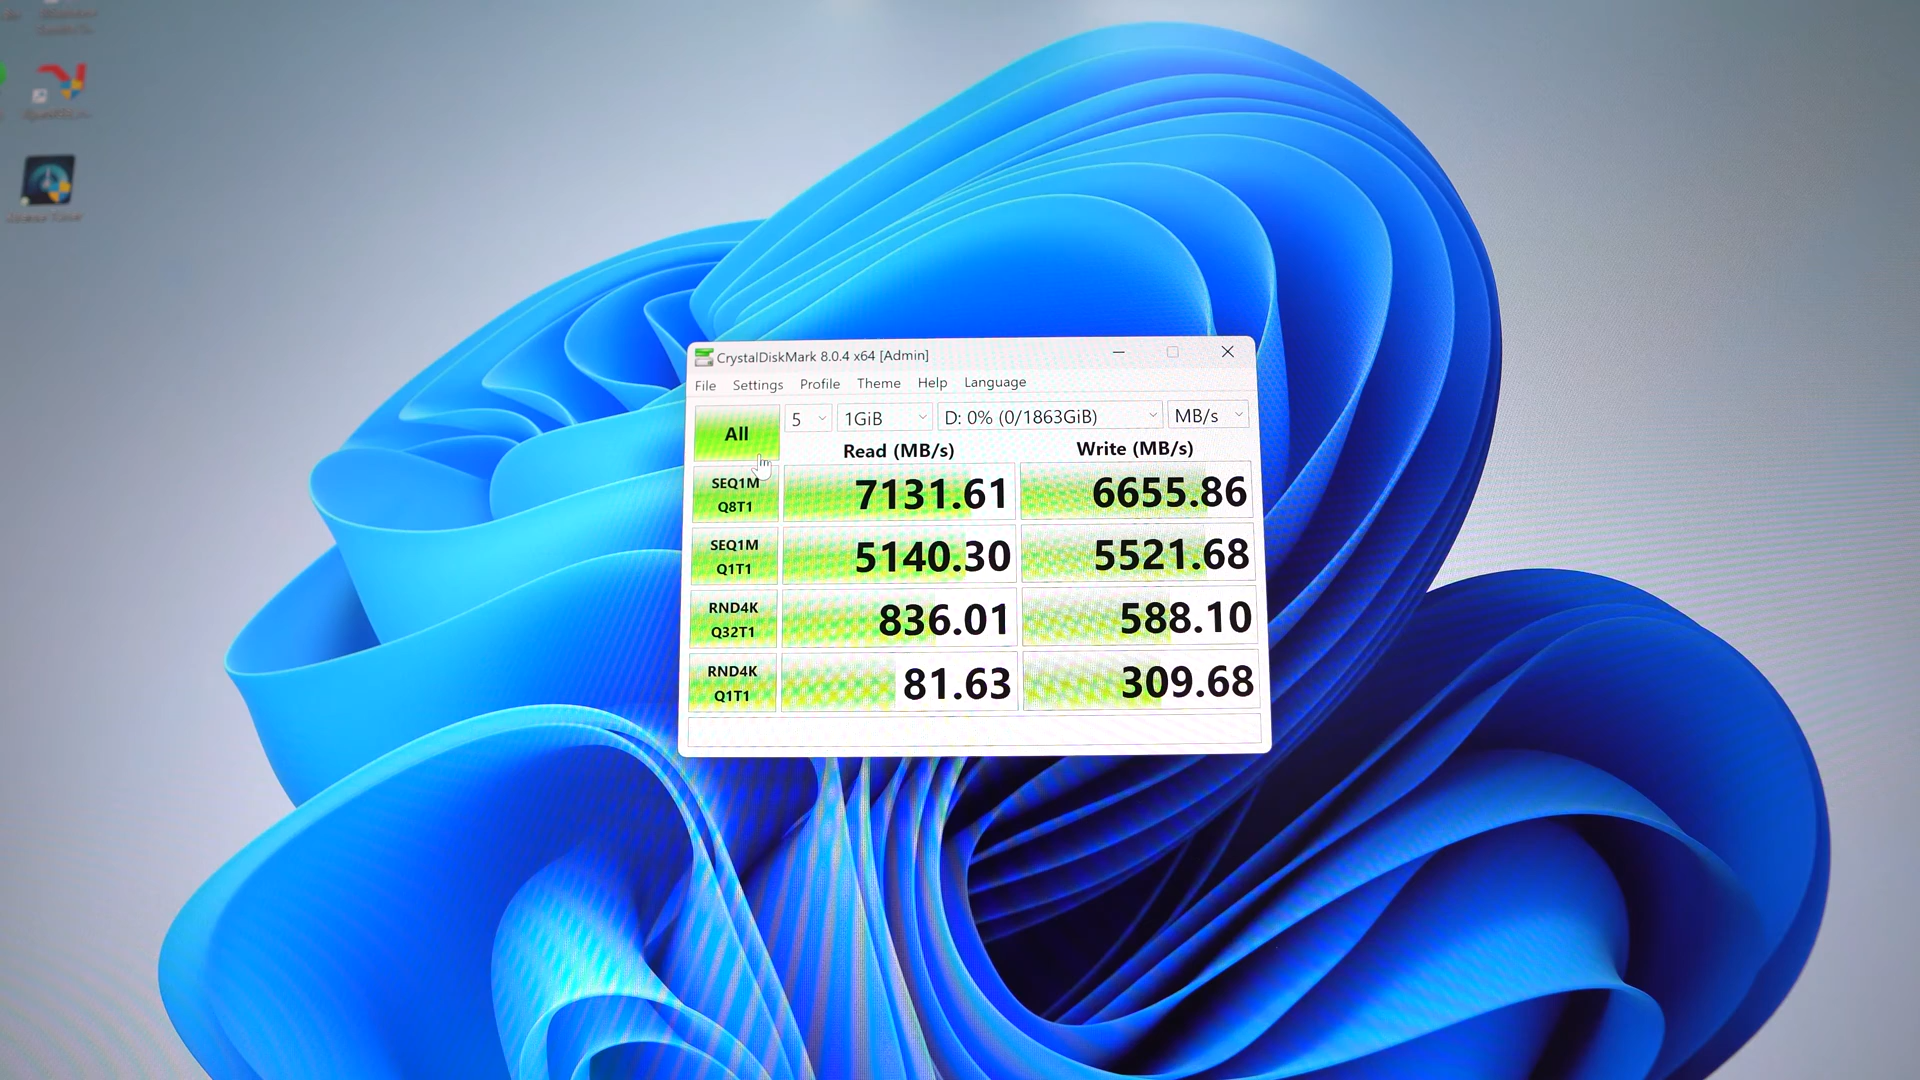 CrystalDiskMark 8.0.4 x64 [Admin]
File Settings Profile Theme Help Language
All 5 1GiB D: 0% (0/1863GiB) MB/s
Read (MB/s) Write (MB/s)
SEQ1M
Q8T1 7131.61 6655.86
SEQ1M
Q1T1 5140.30 5521.68
RND4K
Q32T1 836.01 588.10
RND4K
Q1T1 81.63 309.68